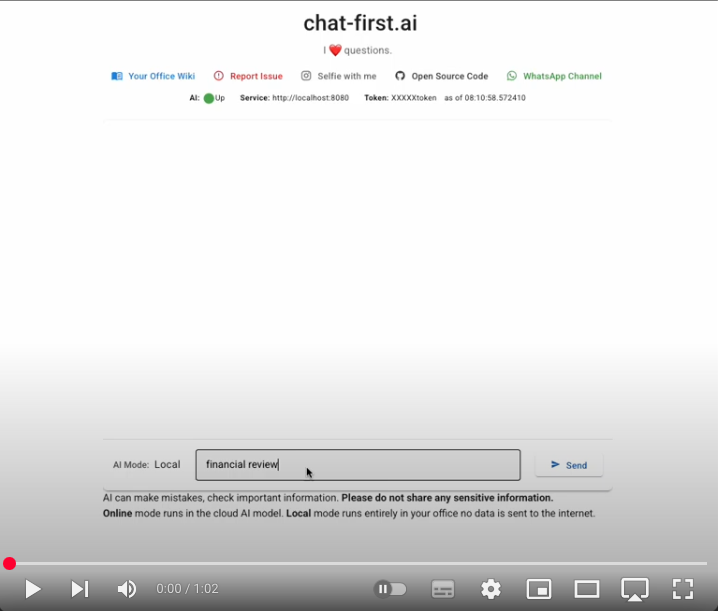 chat-first.ai
I ❤️ questions.
Your Office Wiki Report Issue Selfie with me Open Source Code WhatsApp Channel
AI: Up Service: http://localhost:8080 Token: XXXXXtoken as of 08:10:58.572410
AI Mode: Local financial review Send
AI can make mistakes, check important information. Please do not share any sensitive information.
Online mode runs in the cloud AI model. Local mode runs entirely in your office no data is sent to the internet.
0:00 / 1:02